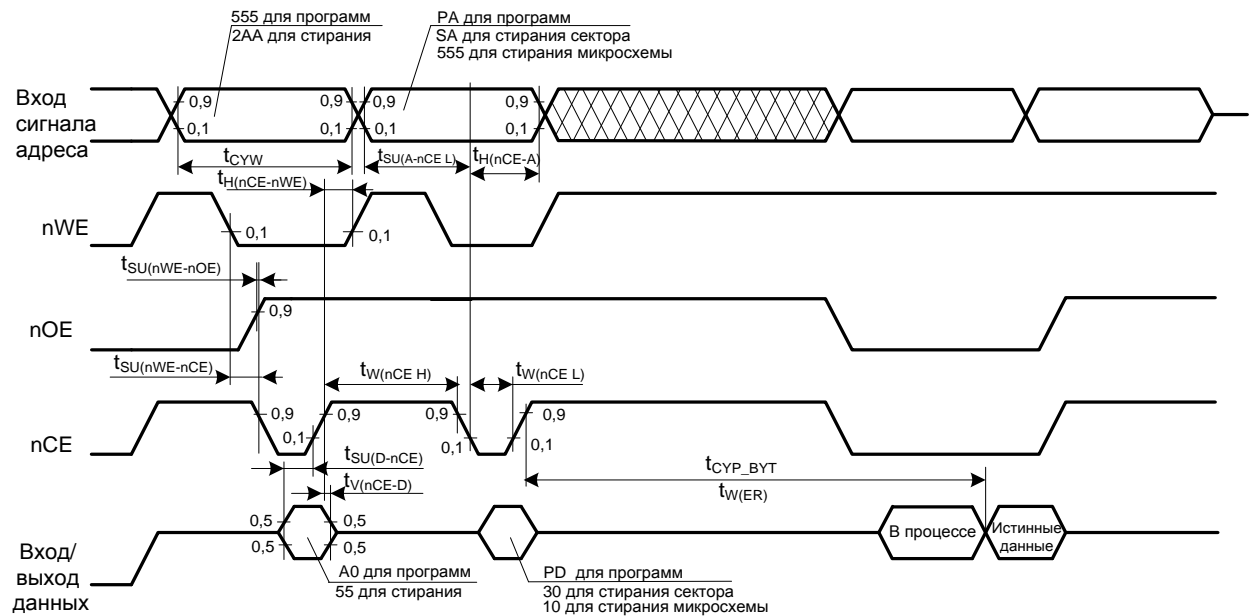 555 для программ
2АА для стирания
PA для программ
SA для стирания сектора
555 для стирания микросхемы
Вход
сигнала
адреса
0,9
0,1
0,9
0,1
0,9
0,1
0,9
0,1
tCYW
tSU(A-nCE L)
tH(nCE-A)
tH(nCE-nWE)
nWE
0,1
0,1
tSU(nWE-nOE)
nOE
0,9
tSU(nWE-nCE)
tW(nCE H)
tW(nCE L)
nCE
0,9
0,1
0,9
0,9
0,1
0,9
0,1
tSU(D-nCE)
tV(nCE-D)
tCYP_BYT
tW(ER)
Вход/
выход
данных
0,5
0,5
0,5
0,5
В процессе
Истинные
данные
A0 для программ
55 для стирания
PD для программ
30 для стирания сектора
10 для стирания микросхемы